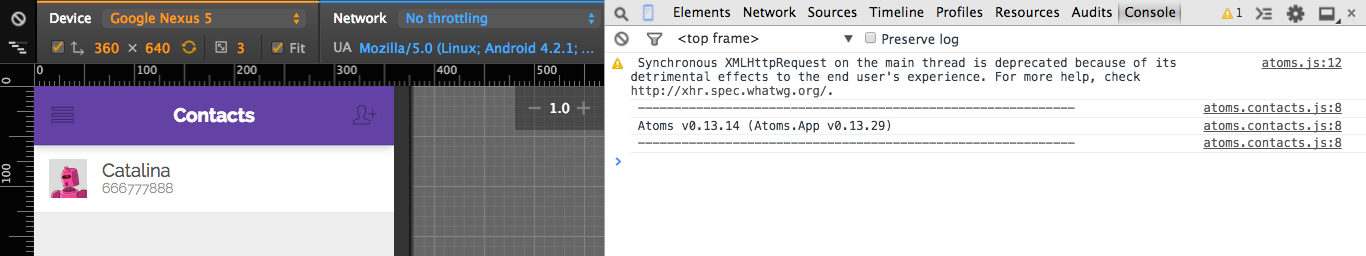 Device Google Nexus 5
Network No throttling
360 × 640 3 Fit
UA Mozilla/5.0 (Linux; Android 4.2.1; ...
0 100 200 300 400 500
0
100
Contacts
1.0
Catalina
666777888
Elements Network Sources Timeline Profiles Resources Audits Console 1
<top frame> Preserve log
Synchronous XMLHttpRequest on the main thread is deprecated because of its atoms.js:12
detrimental effects to the end user's experience. For more help, check
http://xhr.spec.whatwg.org/.
------------------------------------------------------------ atoms.contacts.js:8
Atoms v0.13.14 (Atoms.App v0.13.29) atoms.contacts.js:8
------------------------------------------------------------ atoms.contacts.js:8